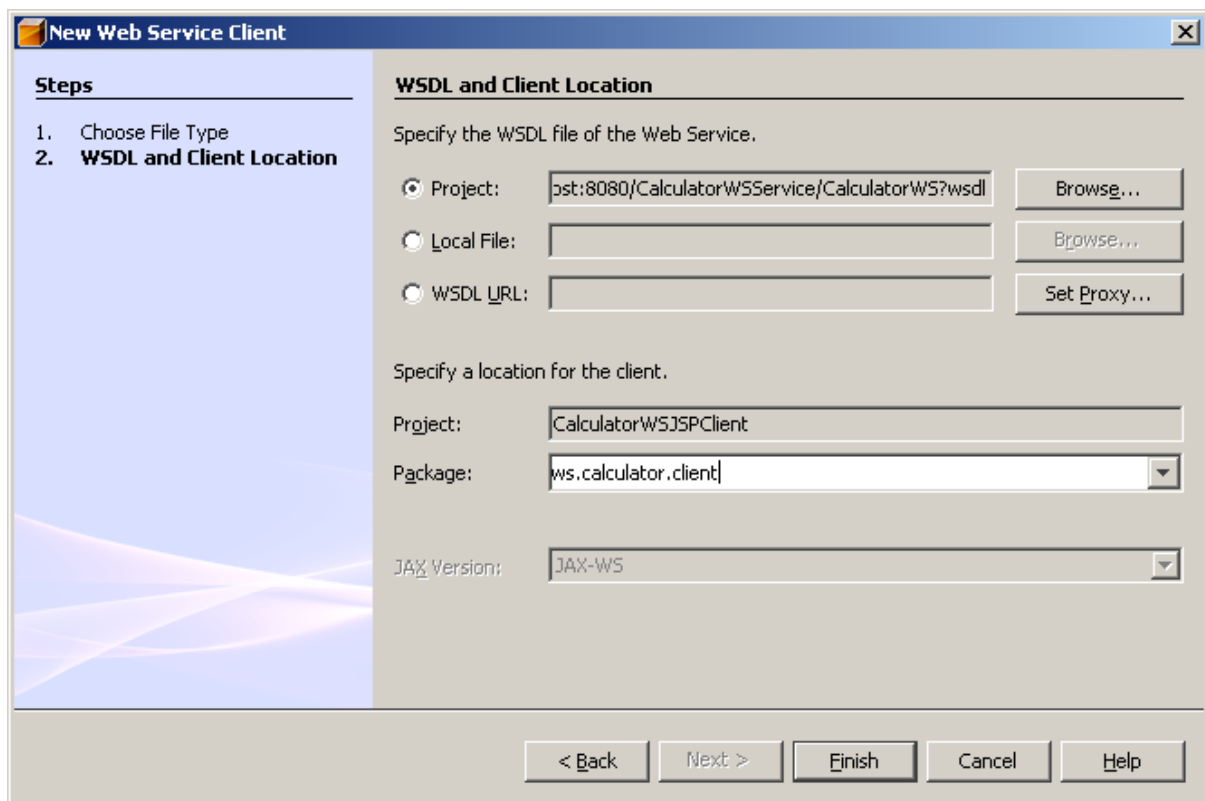 New Web Service Client
Steps
1. Choose File Type
2. WSDL and Client Location
WSDL and Client Location
Specify the WSDL file of the Web Service.
Project: ost:8080/CalculatorWSService/CalculatorWS?wsdl Browse...
Local File: Browse...
WSDL URL: Set Proxy...
Specify a location for the client.
Project: CalculatorWSJSPClient
Package: ws.calculator.client
JAX Version: JAX-WS
< Back Next > Finish Cancel Help